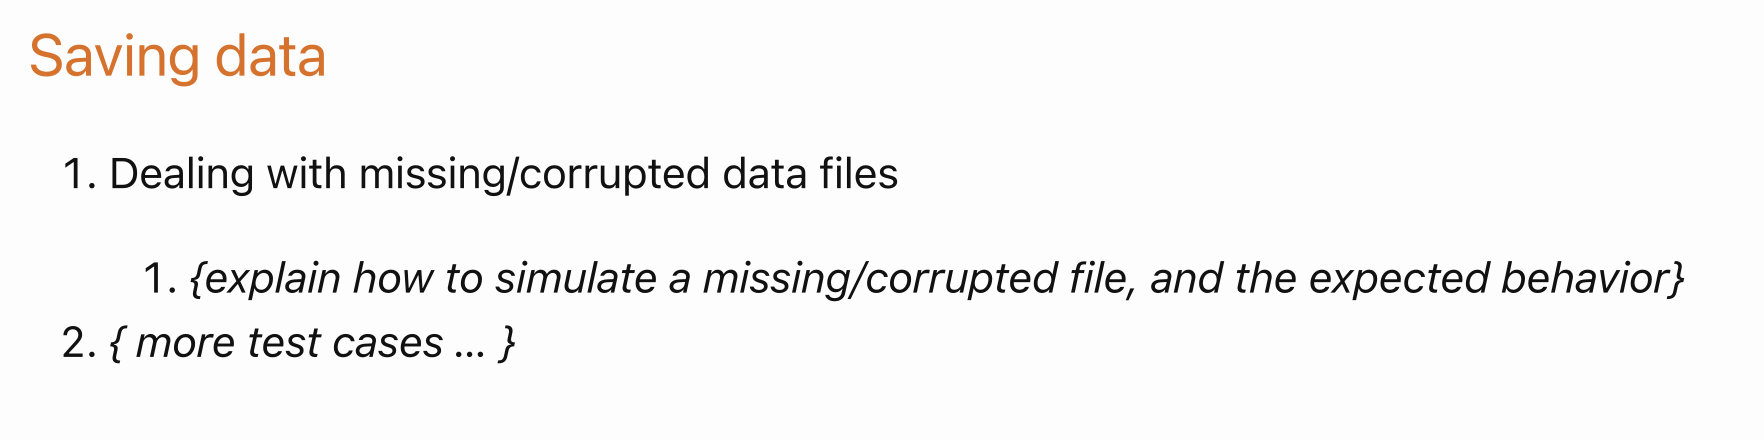 Saving data
1. Dealing with missing/corrupted data files
1. {explain how to simulate a missing/corrupted file, and the expected behavior}
2. { more test cases … }